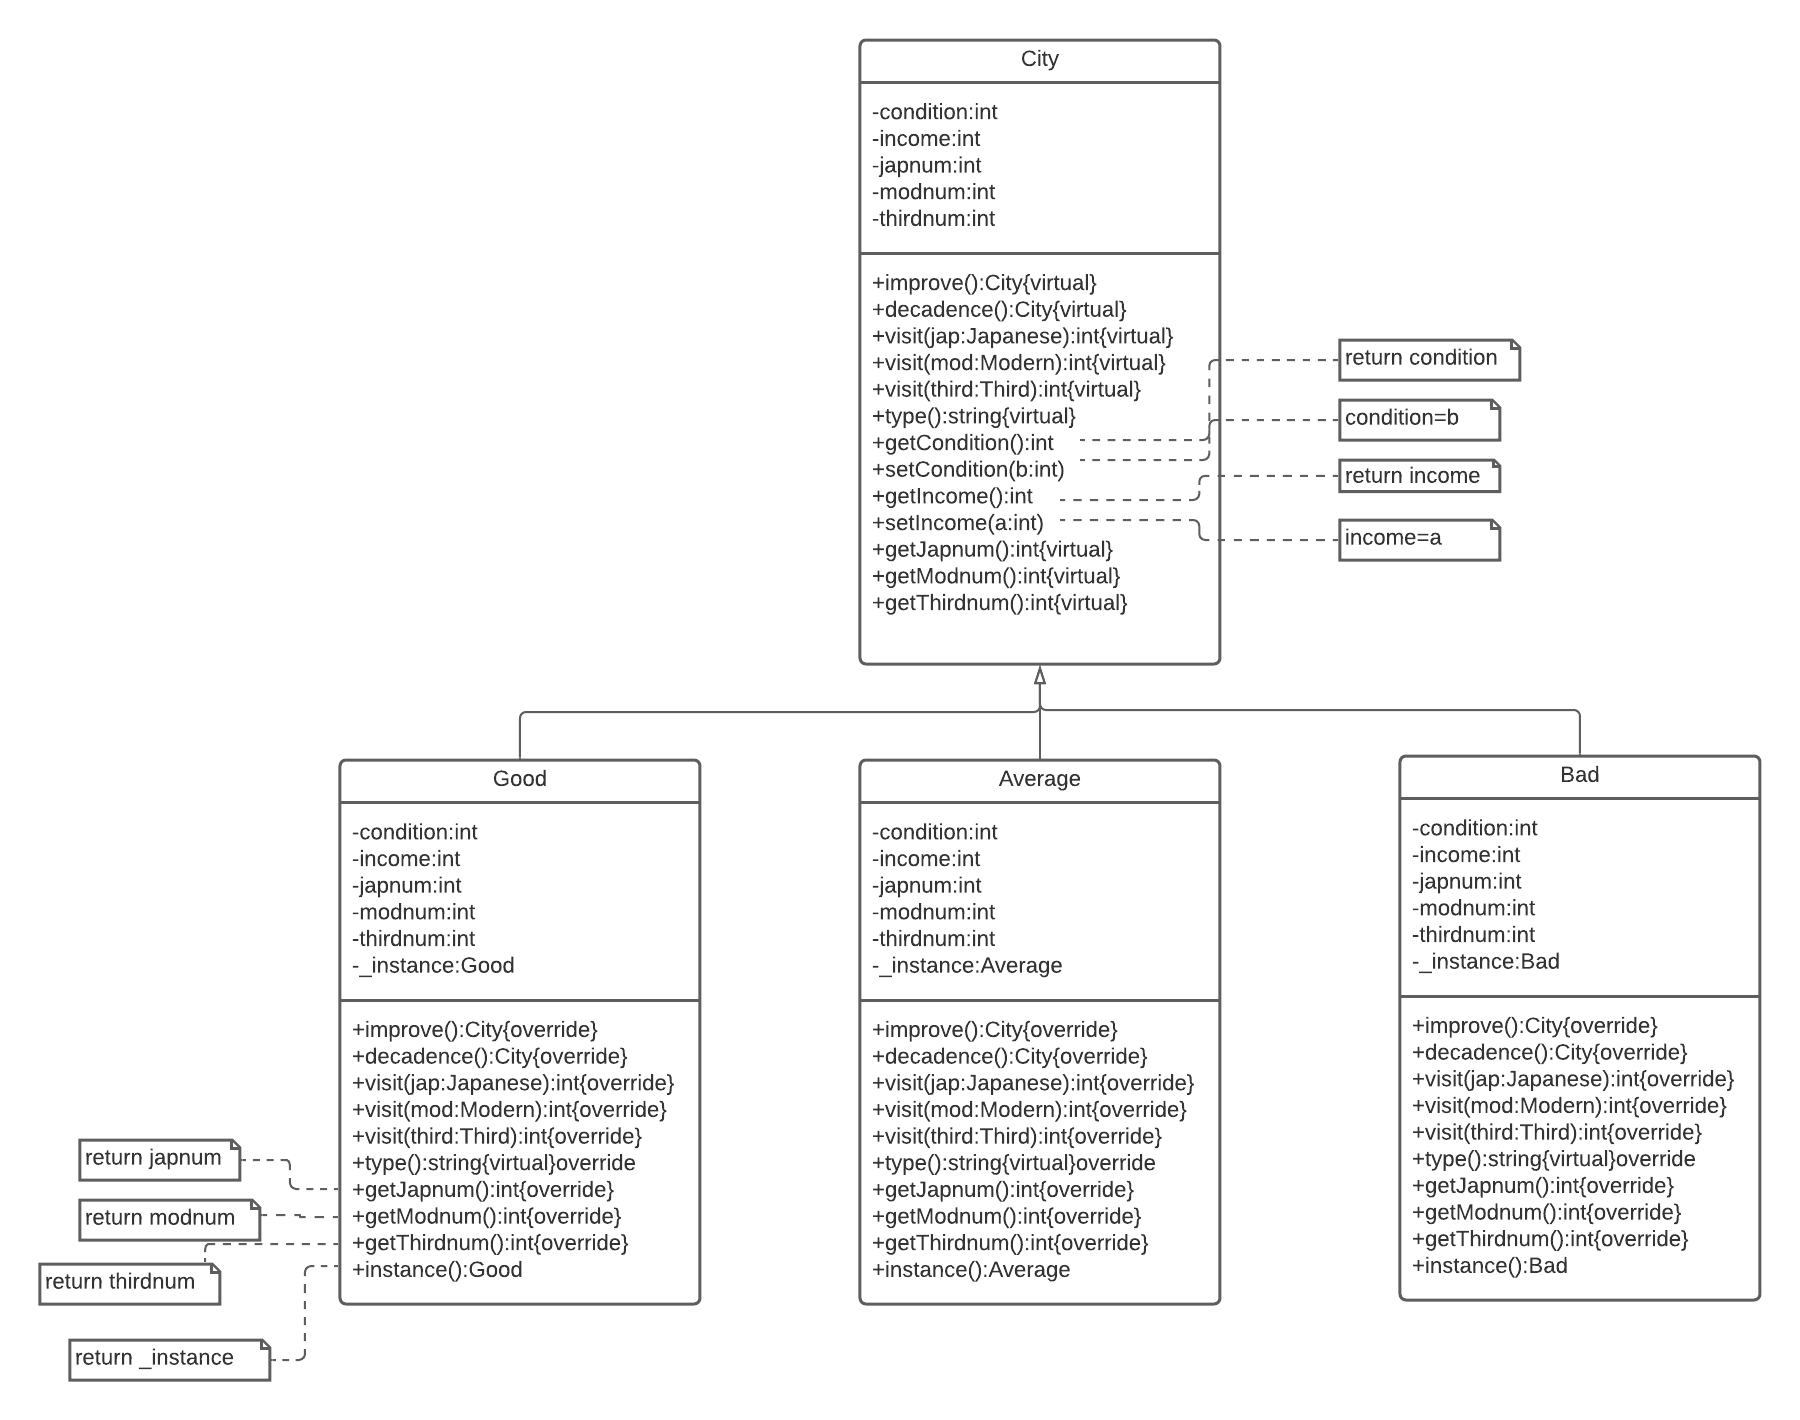 City
-condition:int
-income:int
-japnum:int
-modnum:int
-thirdnum:int
+improve():City{virtual}
+decadence():City{virtual}
+visit(jap:Japanese):int{virtual}
+visit(mod:Modern):int{virtual}
+visit(third:Third):int{virtual}
+type():string{virtual}
+getCondition():int
+setCondition(b:int)
+getIncome():int
+setIncome(a:int)
+getJapnum():int{virtual}
+getModnum():int{virtual}
+getThirdnum():int{virtual}
return condition
condition=b
return income
income=a
Good
-condition:int
-income:int
-japnum:int
-modnum:int
-thirdnum:int
-_instance:Good
+improve():City{override}
+decadence():City{override}
+visit(jap:Japanese):int{override}
+visit(mod:Modern):int{override}
+visit(third:Third):int{override}
+type():string{virtual}override
+getJapnum():int{override}
+getModnum():int{override}
+getThirdnum():int{override}
+instance():Good
return japnum
return modnum
return thirdnum
return _instance
Average
-condition:int
-income:int
-japnum:int
-modnum:int
-thirdnum:int
-_instance:Average
+improve():City{override}
+decadence():City{override}
+visit(jap:Japanese):int{override}
+visit(mod:Modern):int{override}
+visit(third:Third):int{override}
+type():string{virtual}override
+getJapnum():int{override}
+getModnum():int{override}
+getThirdnum():int{override}
+instance():Average
Bad
-condition:int
-income:int
-japnum:int
-modnum:int
-thirdnum:int
-_instance:Bad
+improve():City{override}
+decadence():City{override}
+visit(jap:Japanese):int{override}
+visit(mod:Modern):int{override}
+visit(third:Third):int{override}
+type():string{virtual}override
+getJapnum():int{override}
+getModnum():int{override}
+getThirdnum():int{override}
+instance():Bad